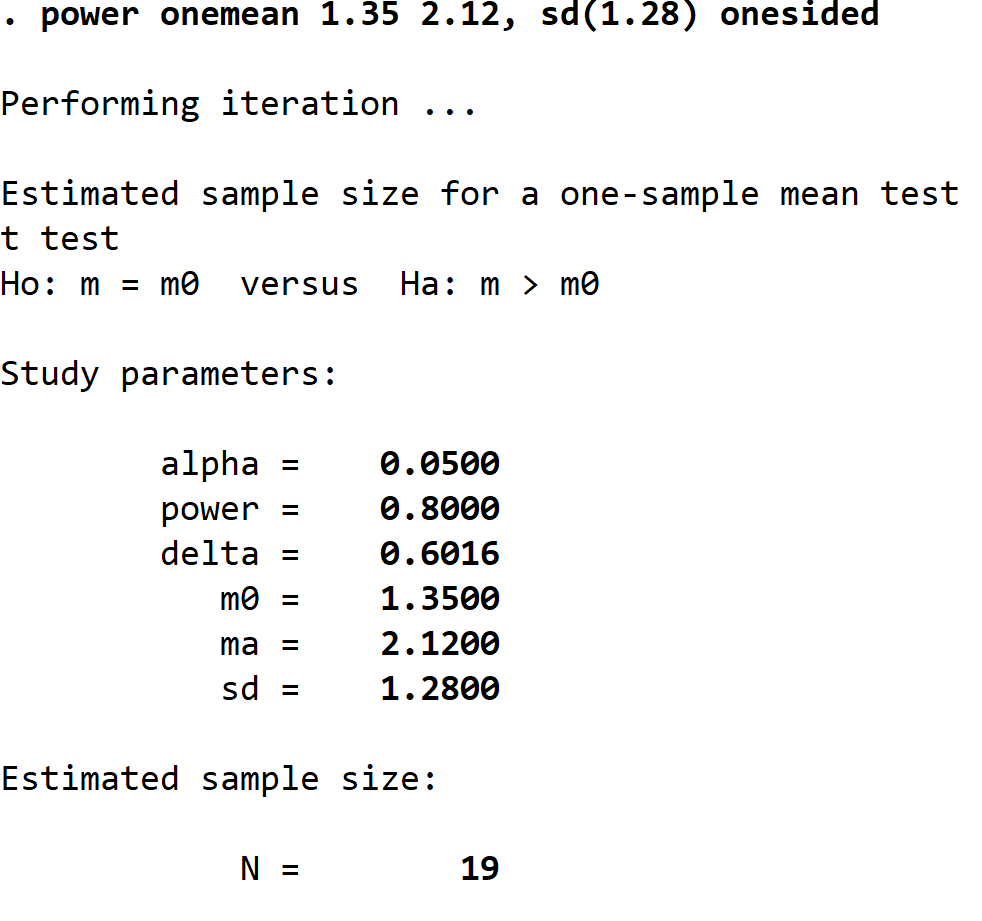 . power onemean 1.35 2.12, sd(1.28) onesided
Performing iteration ...
Estimated sample size for a one-sample mean test
t test
Ho: m = m0  versus  Ha: m > m0
Study parameters:
alpha =    0.0500
power =    0.8000
delta =    0.6016
m0 =    1.3500
ma =    2.1200
sd =    1.2800
Estimated sample size:
N =        19